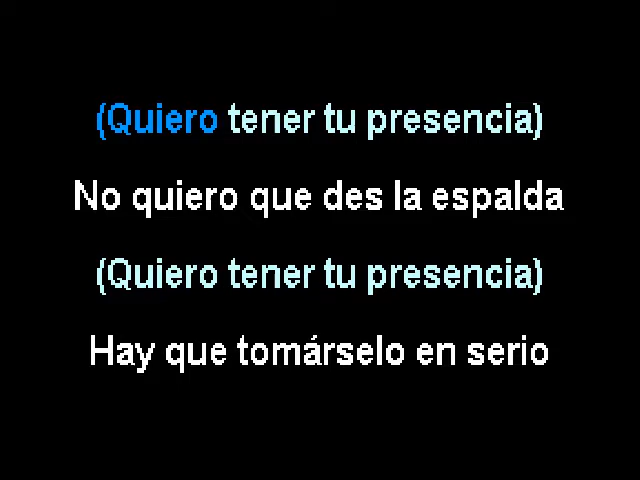 (Quiero tener tu presencia)
No quiero que des la espalda
(Quiero tener tu presencia)
Hay que tomárselo en serio